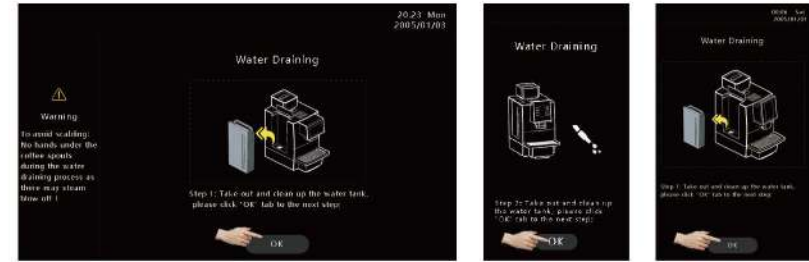 20:23 Mon
2005/01/03
Water Draining
Warning
To avoid scalding:
No hands under the
coffee spouts
during the water
draining process as
there may steam
blow off !
Step 1: Take out and clean up the water tank,
please click "OK" tab to the next step:
OK
Water Draining
Step 2: Take out and clean up
the water tank, please click
"OK" tab to the next step:
OK
Water Draining
Step 1: Take out and clean up the water tank,
please click "OK" tab to the next step:
OK